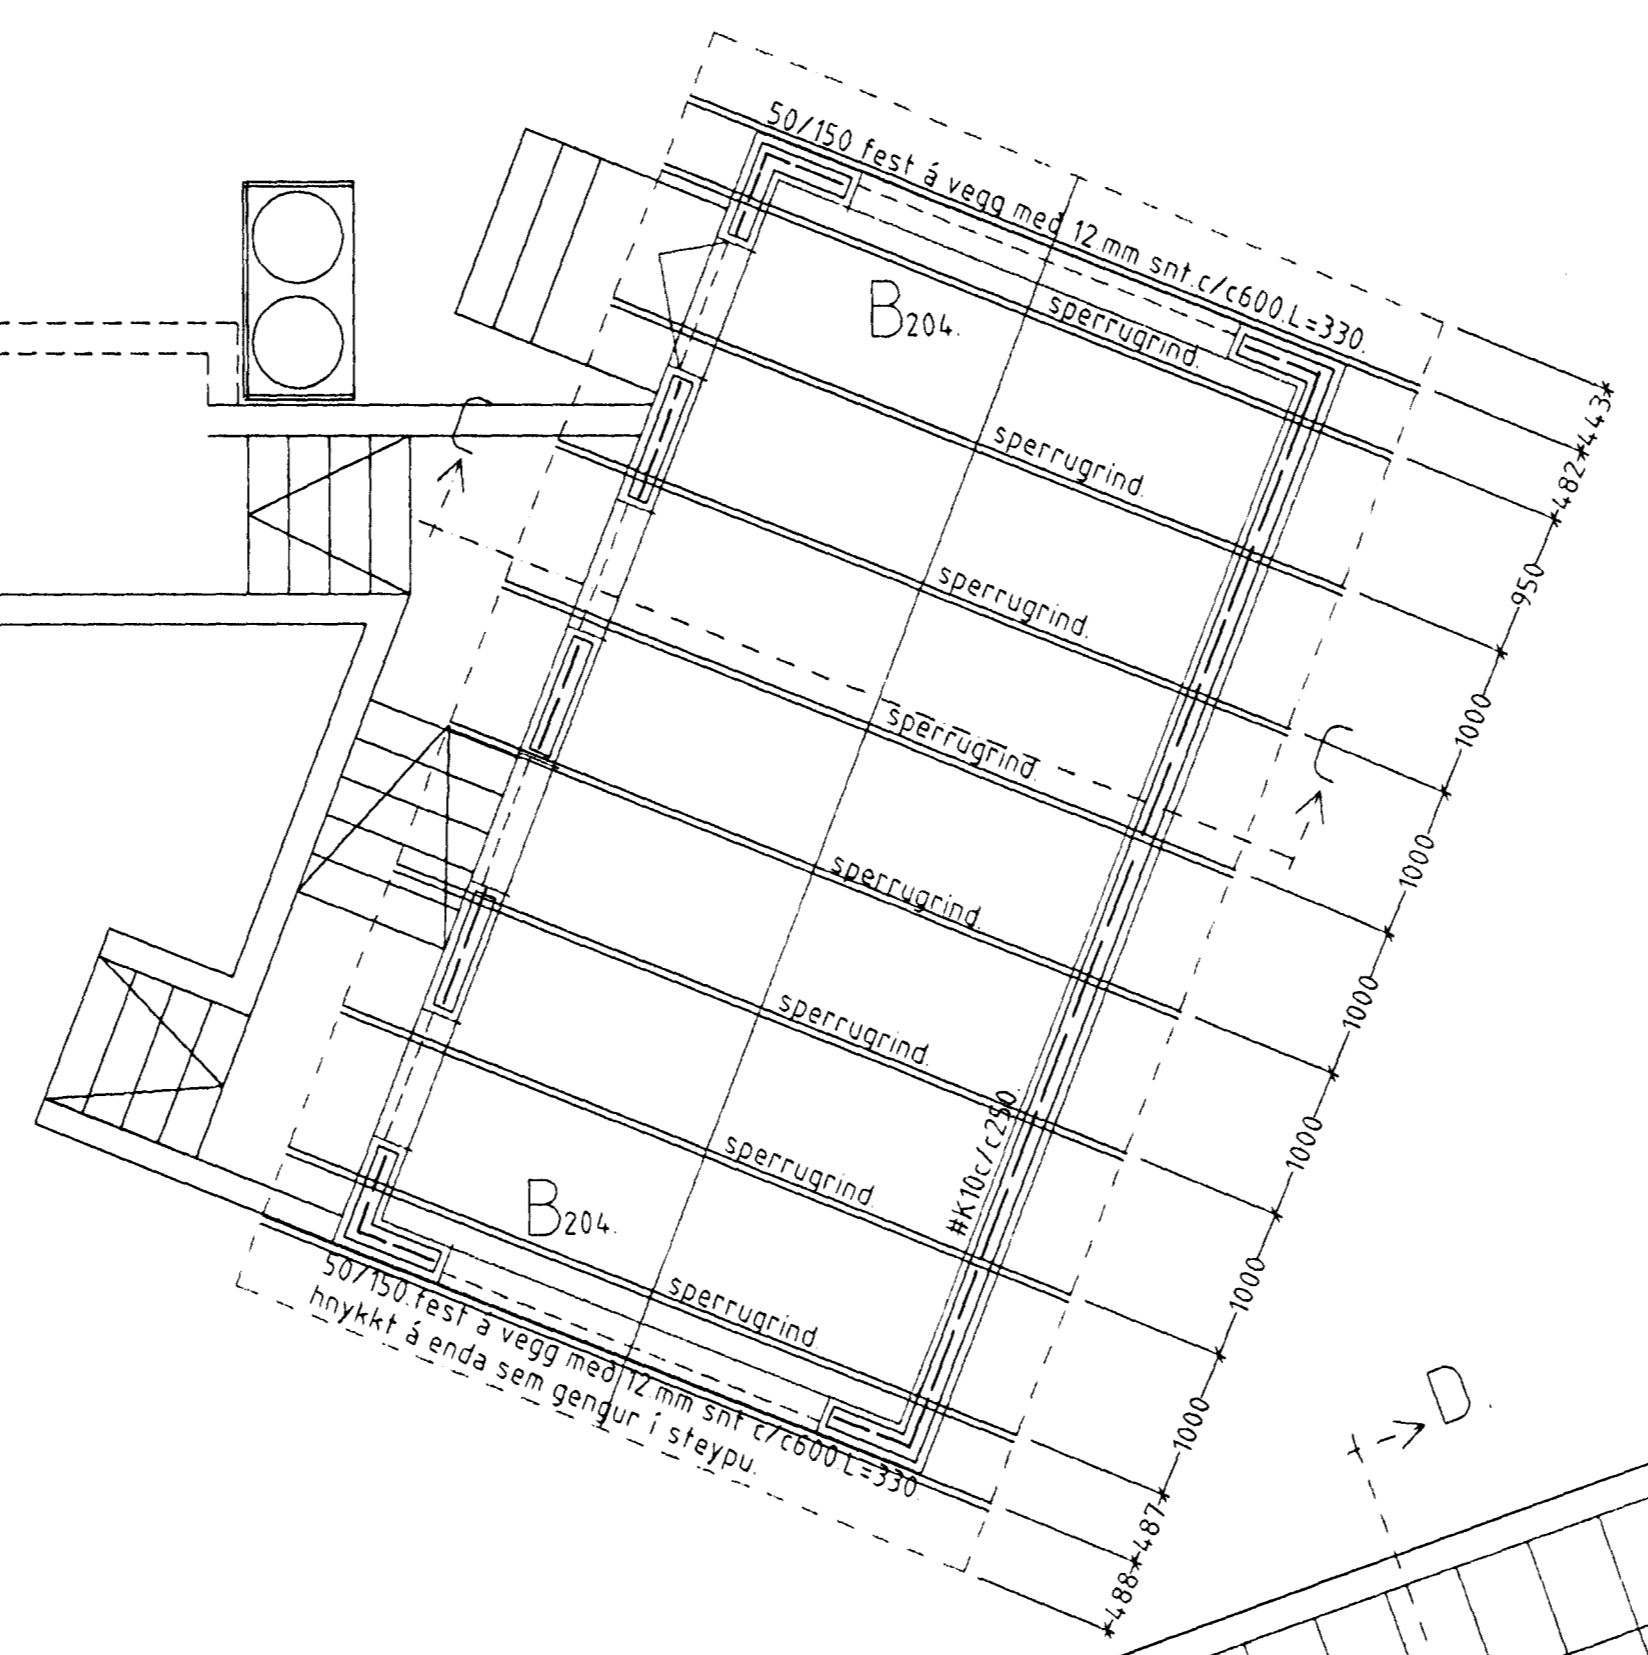 50/150 fest á vegg með 12 mm snt.c/c600.L=330.
B204.
sperrugrind.
sperrugrind.
sperrugrind.
sperrugrind.
sperrugrind.
sperrugrind.
sperrugrind.
sperrugrind.
B204.
#K10c/c250.
50/150.fest á vegg með 12 mm snt c/c600.L=330.
hnykkt á enda sem gengur í steypu.
443
482
950
1000
1000
1000
1000
1000
1000
487
488
C
C
D.